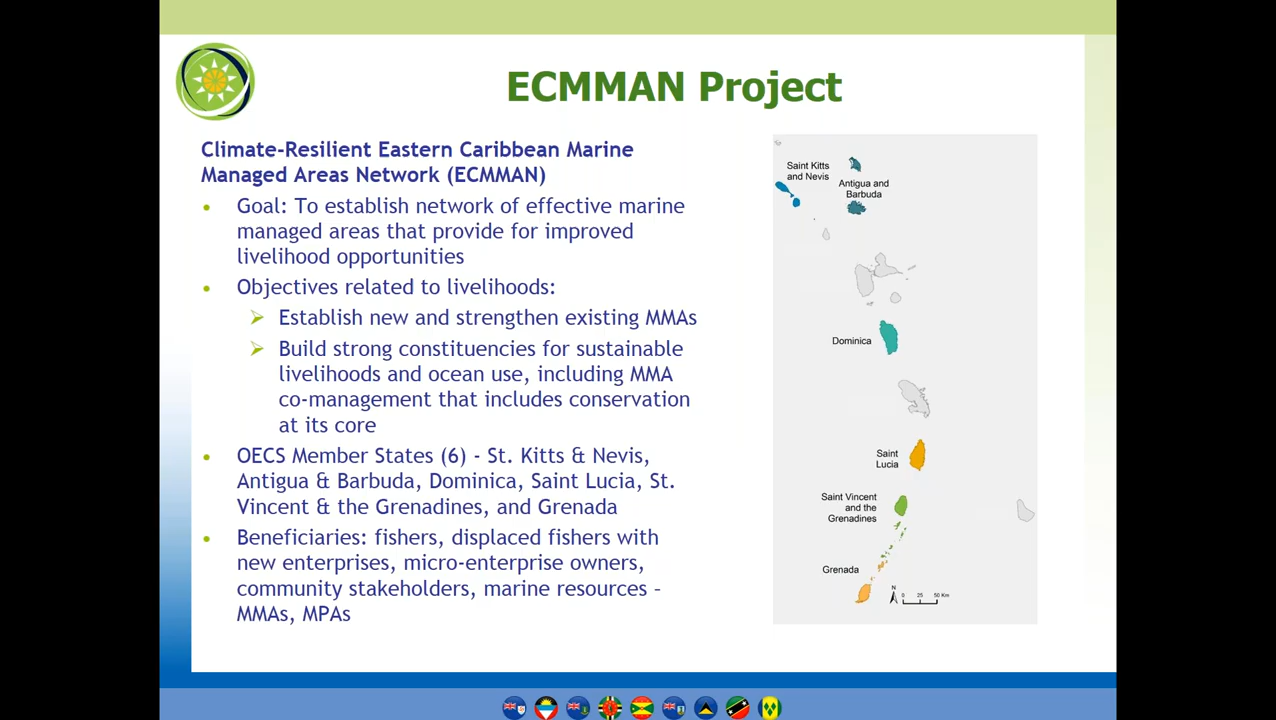 ECMMAN Project
Climate-Resilient Eastern Caribbean Marine
Managed Areas Network (ECMMAN)
• Goal: To establish network of effective marine
managed areas that provide for improved
livelihood opportunities
• Objectives related to livelihoods:
➢ Establish new and strengthen existing MMAs
➢ Build strong constituencies for sustainable
livelihoods and ocean use, including MMA
co-management that includes conservation
at its core
• OECS Member States (6) - St. Kitts & Nevis,
Antigua & Barbuda, Dominica, Saint Lucia, St.
Vincent & the Grenadines, and Grenada
• Beneficiaries: fishers, displaced fishers with
new enterprises, micro-enterprise owners,
community stakeholders, marine resources –
MMAs, MPAs
Saint Kitts
and Nevis
Antigua and
Barbuda
Dominica
Saint
Lucia
Saint Vincent
and the
Grenadines
Grenada
N
0 25 50 Km